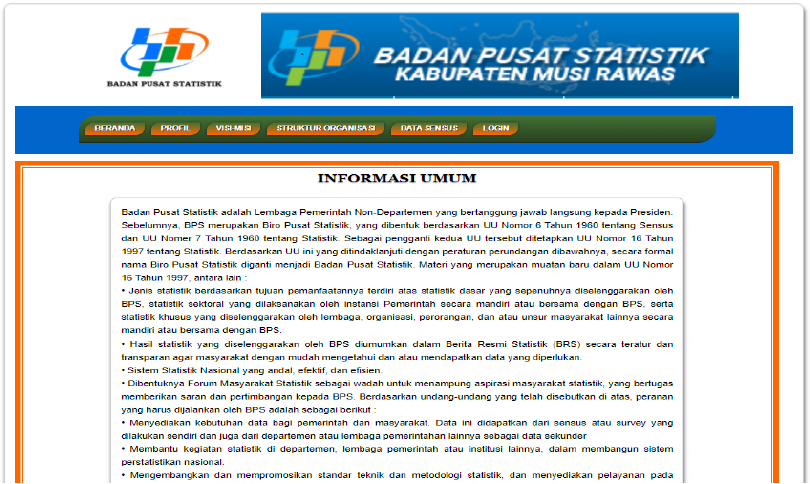 BADAN PUSAT STATISTIK
BADAN PUSAT STATISTIK
KABUPATEN MUSI RAWAS
BERANDA PROFIL VISI-MISI STRUKTUR ORGANISASI DATA SENSUS LOGIN
INFORMASI UMUM
Badan Pusat Statistik adalah Lembaga Pemerintah Non-Departemen yang bertanggung jawab langsung kepada Presiden.
Sebelumnya, BPS merupakan Biro Pusat Statistik, yang dibentuk berdasarkan UU Nomor 6 Tahun 1960 tentang Sensus
dan UU Nomer 7 Tahun 1960 tentang Statistik. Sebagai pengganti kedua UU tersebut ditetapkan UU Nomor 16 Tahun
1997 tentang Statistik. Berdasarkan UU ini yang ditindaklanjuti dengan peraturan perundangan dibawahnya, secara formal
nama Biro Pusat Statistik diganti menjadi Badan Pusat Statistik. Materi yang merupakan muatan baru dalam UU Nomor
16 Tahun 1997, antara lain :
• Jenis statistik berdasarkan tujuan pemanfaatannya terdiri atas statistik dasar yang sepenuhnya diselenggarakan oleh
BPS, statistik sektoral yang dilaksanakan oleh instansi Pemerintah secara mandiri atau bersama dengan BPS, serta
statistik khusus yang diselenggarakan oleh lembaga, organisasi, perorangan, dan atau unsur masyarakat lainnya secara
mandiri atau bersama dengan BPS.
• Hasil statistik yang diselenggarakan oleh BPS diumumkan dalam Berita Resmi Statistik (BRS) secara teratur dan
transparan agar masyarakat dengan mudah mengetahui dan atau mendapatkan data yang diperlukan.
• Sistem Statistik Nasional yang andal, efektif, dan efisien.
• Dibentuknya Forum Masyarakat Statistik sebagai wadah untuk menampung aspirasi masyarakat statistik, yang bertugas
memberikan saran dan pertimbangan kepada BPS. Berdasarkan undang-undang yang telah disebutkan di atas, peranan
yang harus dijalankan oleh BPS adalah sebagai berikut :
• Menyediakan kebutuhan data bagi pemerintah dan masyarakat. Data ini didapatkan dari sensus atau survey yang
dilakukan sendiri dan juga dari departemen atau lembaga pemerintahan lainnya sebagai data sekunder
• Membantu kegiatan statistik di departemen, lembaga pemerintah atau institusi lainnya, dalam membangun sistem
perstatistikan nasional.
• Mengembangkan dan mempromosikan standar teknik dan metodologi statistik, dan menyediakan pelayanan pada